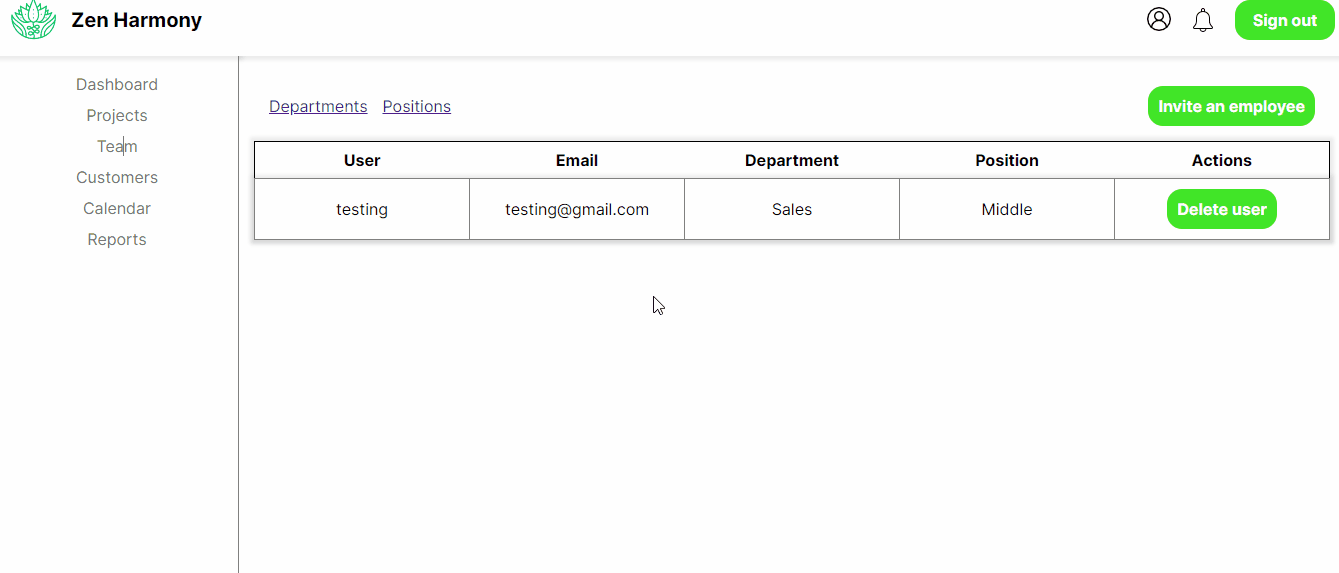 Zen Harmony
Sign out
Dashboard
Projects
Team
Customers
Calendar
Reports
Departments Positions
Invite an employee
User Email Department Position Actions
testing testing@gmail.com Sales Middle Delete user